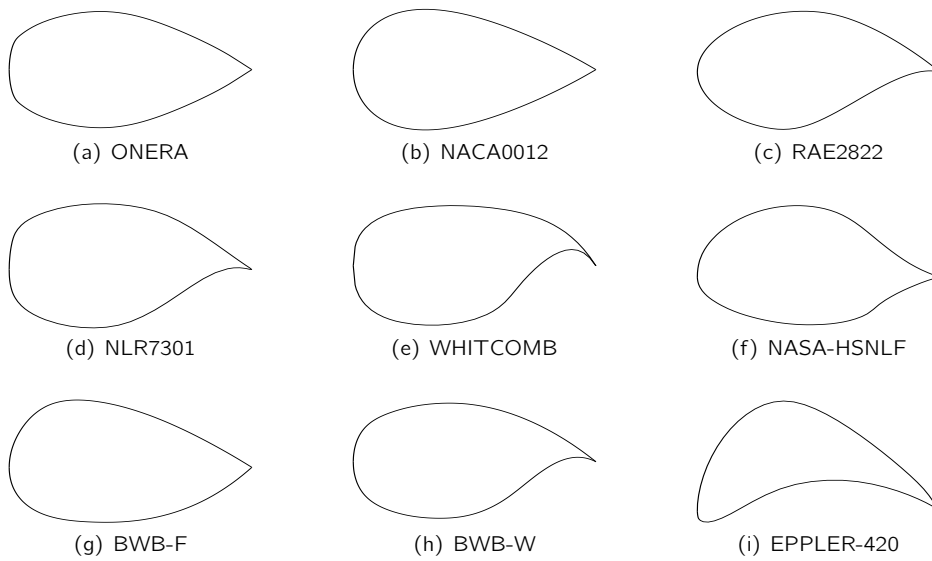 (a) ONERA
(b) NACA0012
(c) RAE2822
(d) NLR7301
(e) WHITCOMB
(f) NASA-HSNLF
(g) BWB-F
(h) BWB-W
(i) EPPLER-420